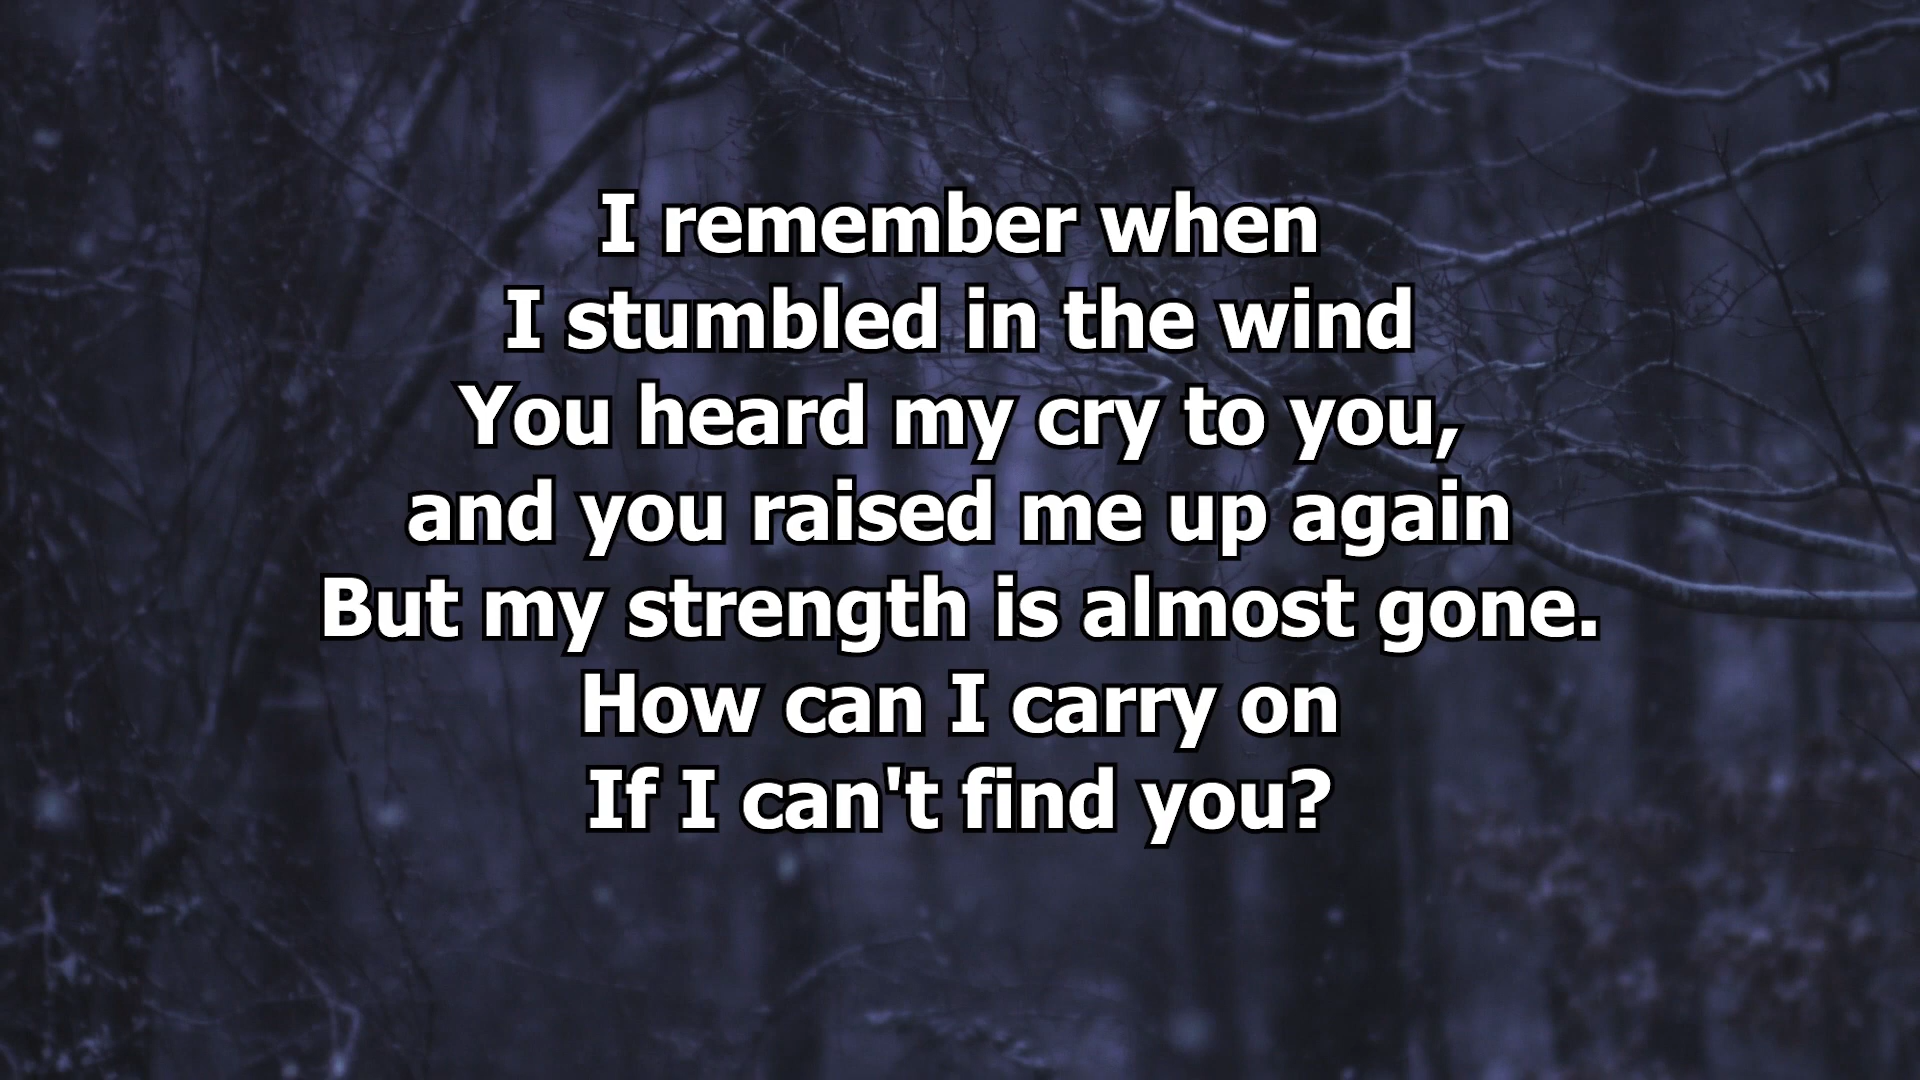 I remember when
I stumbled in the wind
You heard my cry to you,
and you raised me up again
But my strength is almost gone.
How can I carry on
If I can't find you?